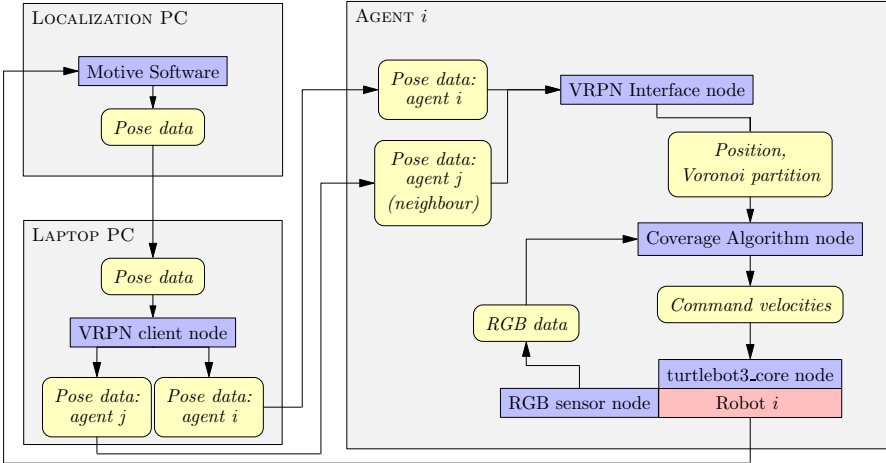 LOCALIZATION PC
Motive Software
Pose data
LAPTOP PC
Pose data
VRPN client node
Pose data:
agent j
Pose data:
agent i
AGENT i
Pose data:
agent i
Pose data:
agent j
(neighbour)
VRPN Interface node
Position,
Voronoi partition
Coverage Algorithm node
Command velocities
RGB data
turtlebot3_core node
RGB sensor node
Robot i